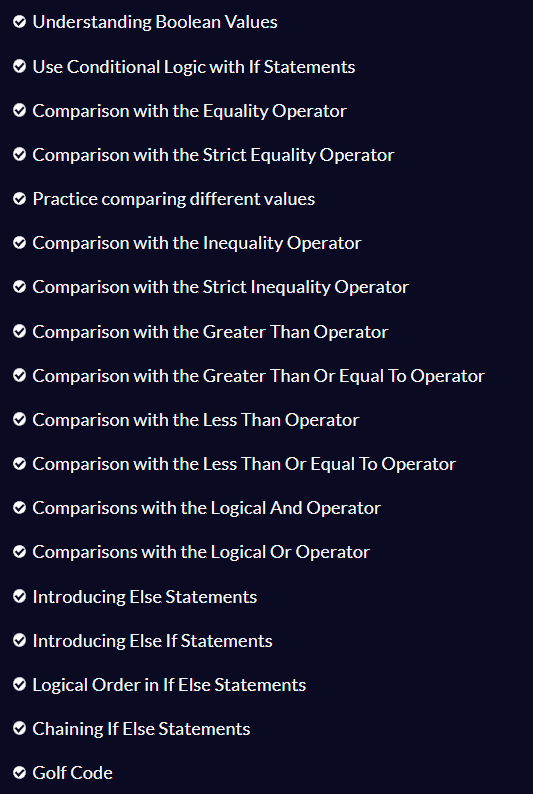 Understanding Boolean Values
Use Conditional Logic with If Statements
Comparison with the Equality Operator
Comparison with the Strict Equality Operator
Practice comparing different values
Comparison with the Inequality Operator
Comparison with the Strict Inequality Operator
Comparison with the Greater Than Operator
Comparison with the Greater Than Or Equal To Operator
Comparison with the Less Than Operator
Comparison with the Less Than Or Equal To Operator
Comparisons with the Logical And Operator
Comparisons with the Logical Or Operator
Introducing Else Statements
Introducing Else If Statements
Logical Order in If Else Statements
Chaining If Else Statements
Golf Code